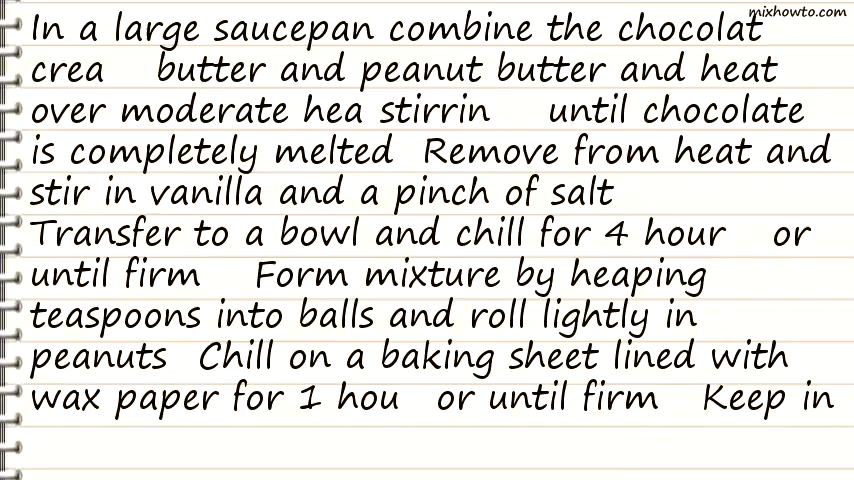 mixhowto.com
In a large saucepan combine the chocolat
crea butter and peanut butter and heat
over moderate hea stirrin until chocolate
is completely melted Remove from heat and
stir in vanilla and a pinch of salt
Transfer to a bowl and chill for 4 hour or
until firm Form mixture by heaping
teaspoons into balls and roll lightly in
peanuts Chill on a baking sheet lined with
wax paper for 1 hou or until firm Keep in